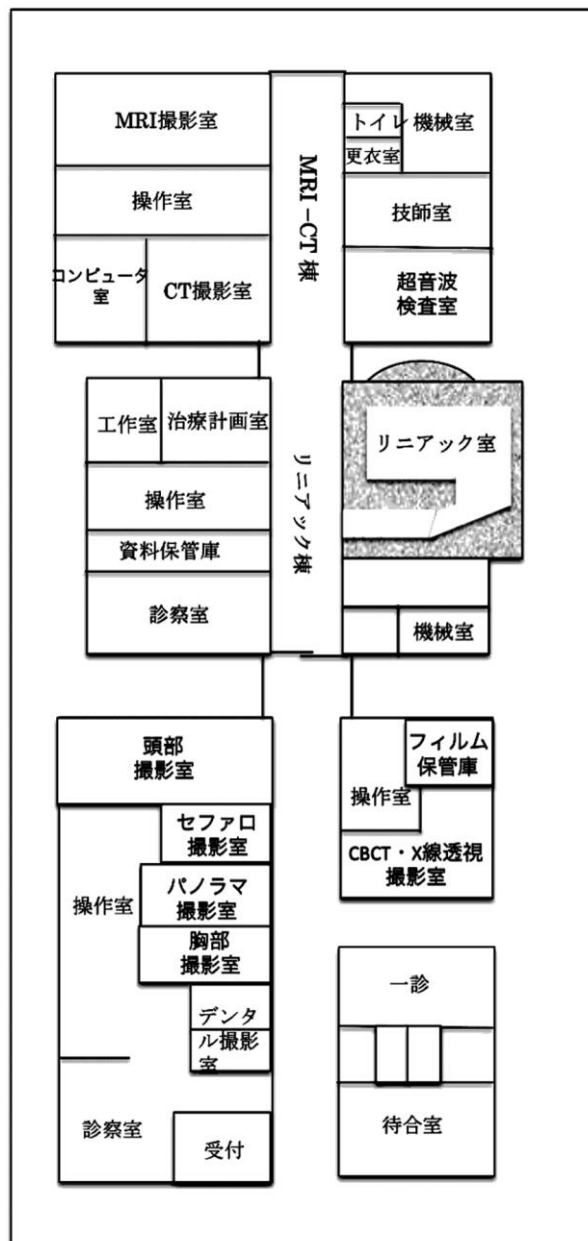 MRI撮影室
操作室
コンピュータ
室
CT撮影室
MRI－CT棟
トイレ
機械室
更衣室
技師室
超音波
検査室
工作室
治療計画室
操作室
資料保管庫
診察室
リニアック棟
リニアック室
機械室
頭部
撮影室
セファロ
撮影室
操作室
パノラマ
撮影室
胸部
撮影室
デンタ
ル撮影
室
診察室
受付
フィルム
保管庫
操作室
CBCT・X線透視
撮影室
一診
待合室